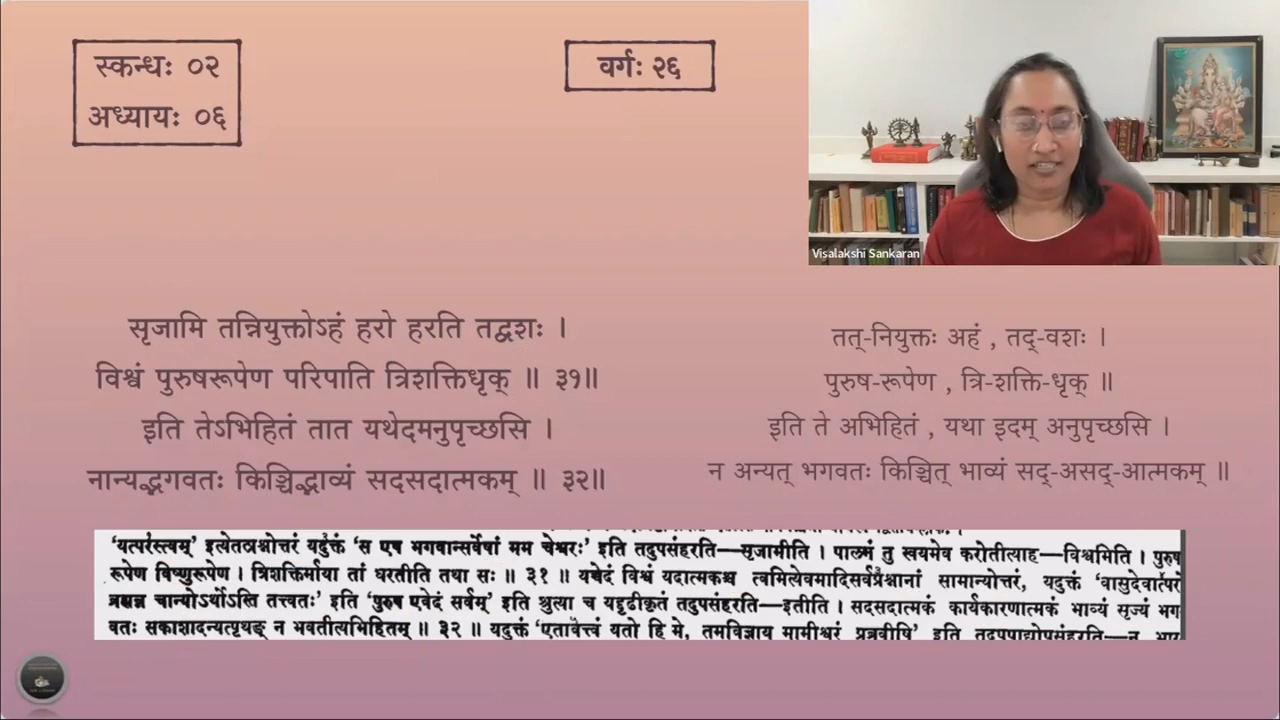 स्कन्धः ०२
अध्यायः ०६
वर्गः २६
Visalakshi Sankaran
सृजामि तन्नियुक्तोऽहं हरो हरति तद्वशः ।
विश्वं पुरुषरूपेण परिपाति त्रिशक्तिधृक् ॥ ३१॥
इति तेऽभिहितं तात यथेदमनुपृच्छसि ।
नान्यद्भगवतः किञ्चिद्भाव्यं सदसदात्मकम् ॥ ३२॥
तत्-नियुक्तः अहं , तद्-वशः ।
पुरुष-रूपेण , त्रि-शक्ति-धृक् ॥
इति ते अभिहितं , यथा इदम् अनुपृच्छसि ।
न अन्यत् भगवतः किञ्चित् भाव्यं सद्-असद्-आत्मकम् ॥
‘यत्परस्त्वम्’ इत्येतत्प्रश्नोत्तरं यदुक्तं ‘स एष भगवान्सर्वेषां मम चेश्वरः’ इति तदुपसंहरति—सृजामीति । पालनं तु स्वयमेव करोतीत्याह—विश्वमिति । पुरुष
रूपेण विष्णुरूपेण । त्रिशक्तिर्माया तां धरतीति तथा सः ॥ ३१ ॥ यच्चेदं विश्वं यदात्मकञ्च त्वमित्येवमादिसर्वप्रश्नानां सामान्योत्तरं, यदुक्तं ‘वासुदेवात्परो
ब्रह्मन्न चान्योऽर्थोऽस्ति तत्त्वतः’ इति ‘पुरुष एवेदं सर्वम्’ इति श्रुत्या च यद्दृढीकृतं तदुपसंहरति—इतीति । सदसदात्मकं कार्यकारणात्मकं भाव्यं सृज्यं भग
वतः सकाशादन्यत्पृथङ् न भवतीत्यभिहितम् ॥ ३२ ॥ यदुक्तं ‘एतावत्त्वं यतो हि मे, तमविज्ञाय मामीश्वरं प्रब्रवीषि’ इति तदुपपाद्योपसंहरति—न